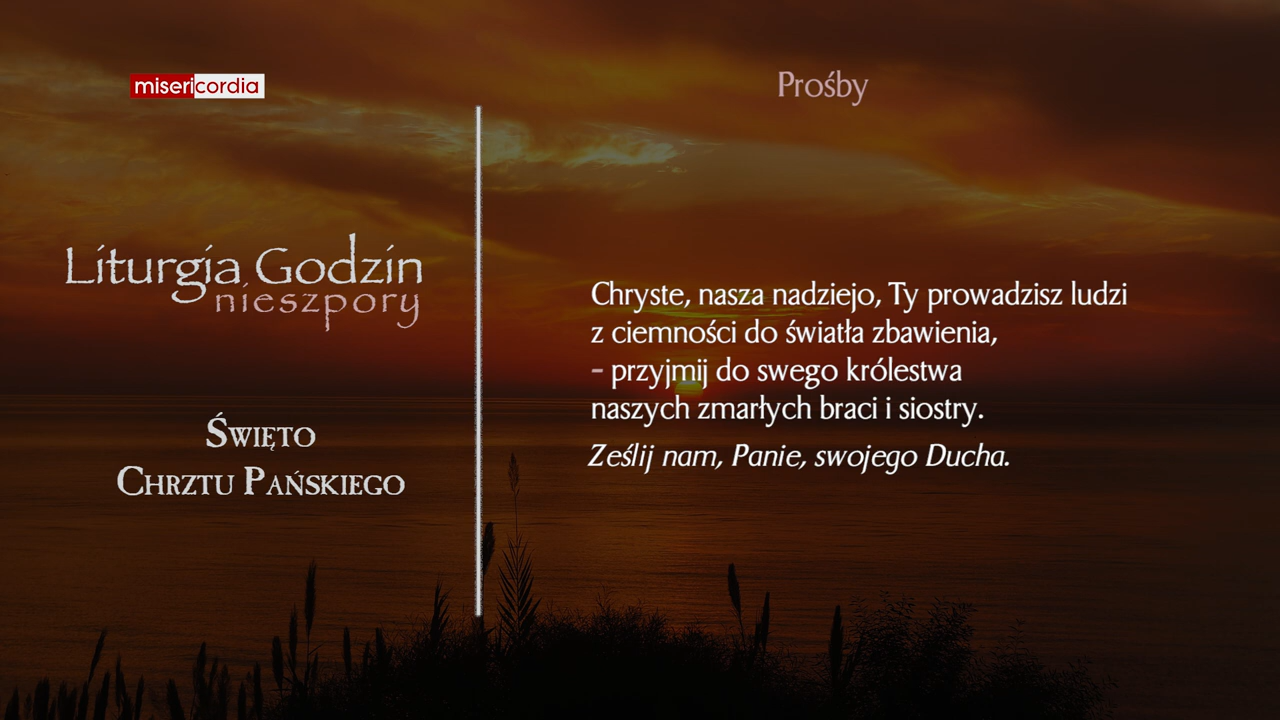 misericordia
Prośby
Liturgia Godzin
nieszpory
Święto
Chrztu Pańskiego
Chryste, nasza nadziejo, Ty prowadzisz ludzi
z ciemności do światła zbawienia,
- przyjmij do swego królestwa
naszych zmarłych braci i siostry.
Ześlij nam, Panie, swojego Ducha.